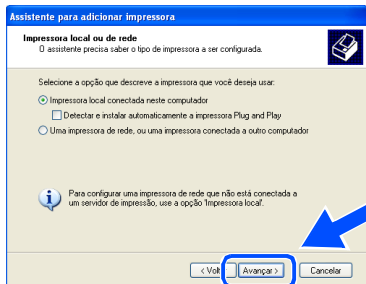 Assistente para adicionar impressora
Impressora local ou de rede
O assistente precisa saber o tipo de impressora a ser configurada.
Selecione a opção que descreve a impressora que você deseja usar:
Impressora local conectada neste computador
Detectar e instalar automaticamente a impressora Plug and Play
Uma impressora de rede, ou uma impressora conectada a outro computador
Para configurar uma impressora de rede que não está conectada a
um servidor de impressão, use a opção 'Impressora local'.
< Volt Avançar > Cancelar